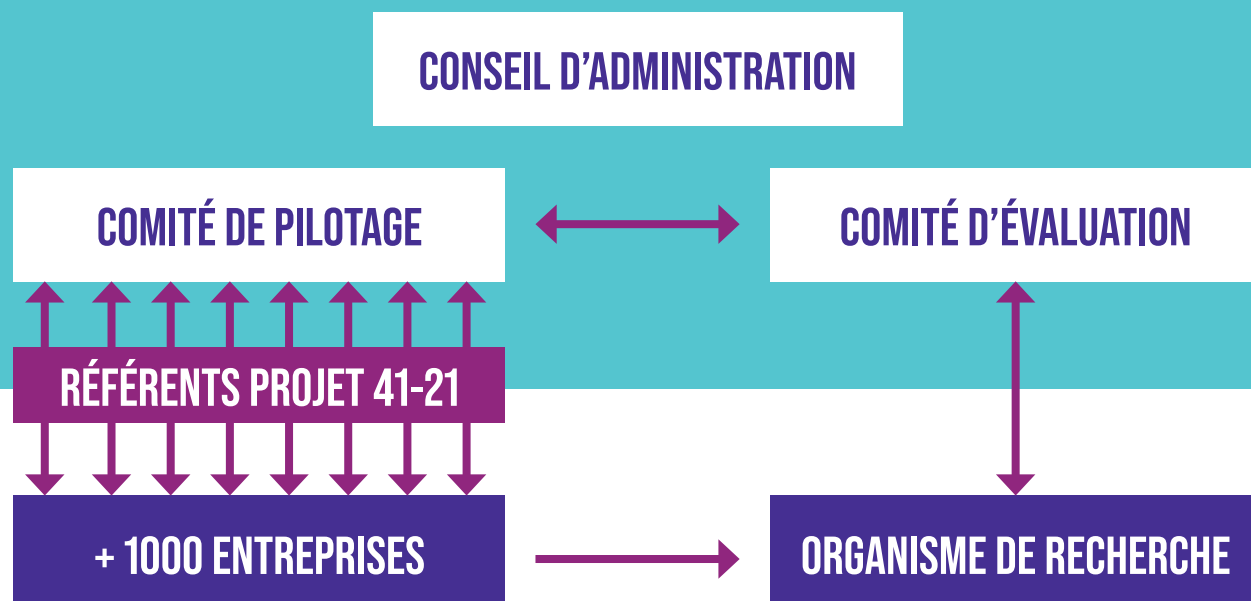 CONSEIL D’ADMINISTRATION
COMITÉ DE PILOTAGE
COMITÉ D’ÉVALUATION
RÉFÉRENTS PROJET 41-21
+ 1000 ENTREPRISES
ORGANISME DE RECHERCHE